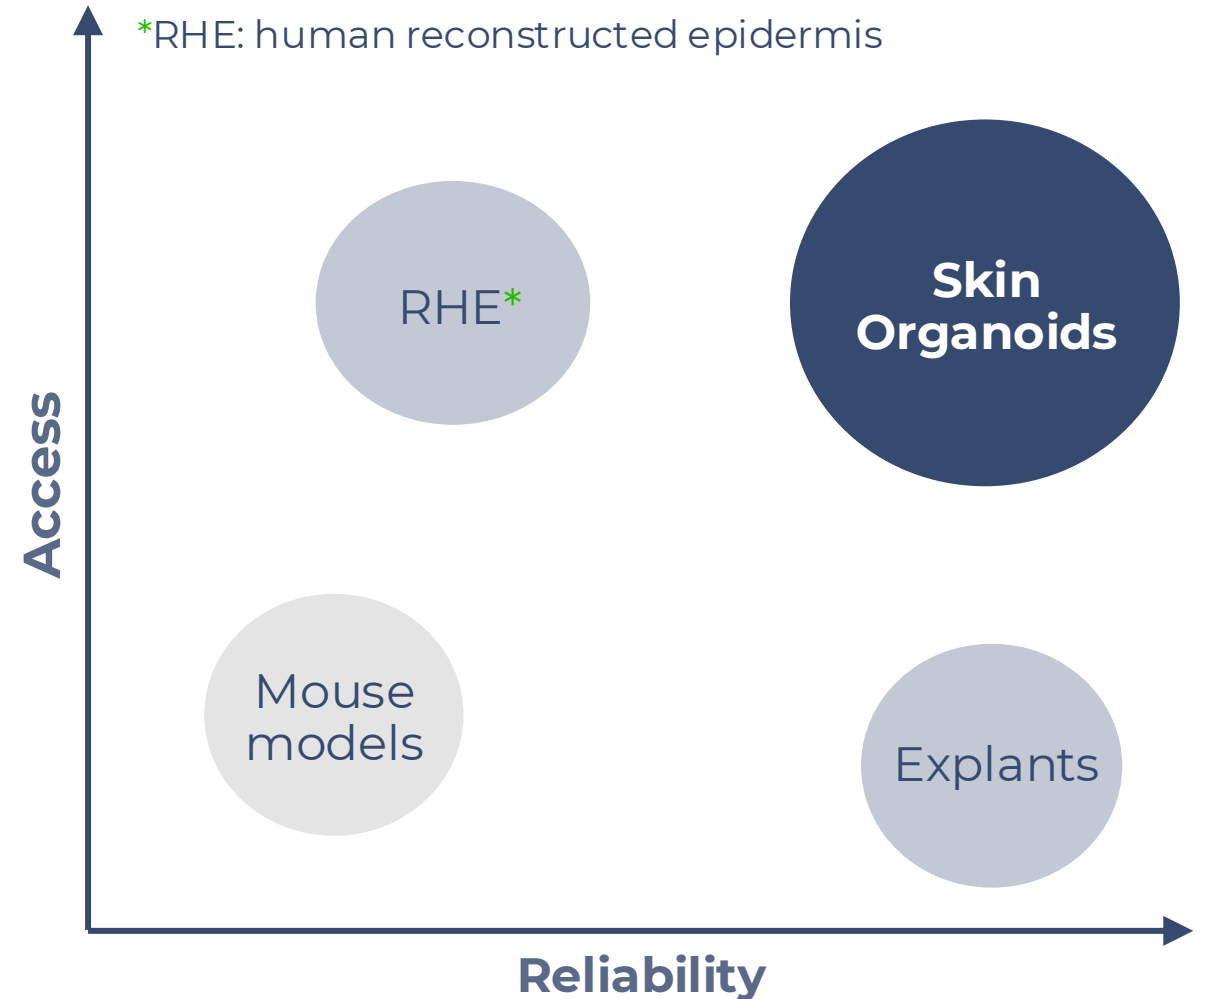 *RHE: human reconstructed epidermis
RHE*
Skin
Organoids
Access
Mouse
models
Explants
Reliability